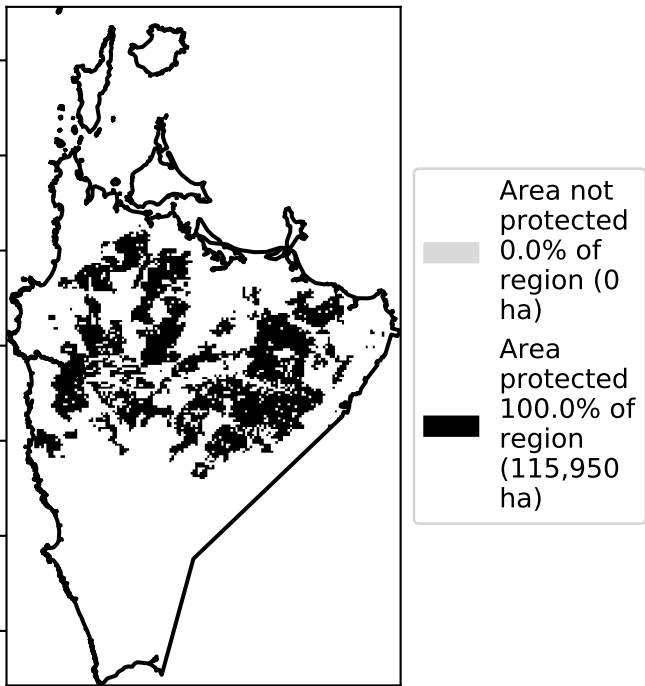 Area not
protected
0.0% of
region (0
ha)
Area
protected
100.0% of
region
(115,950
ha)